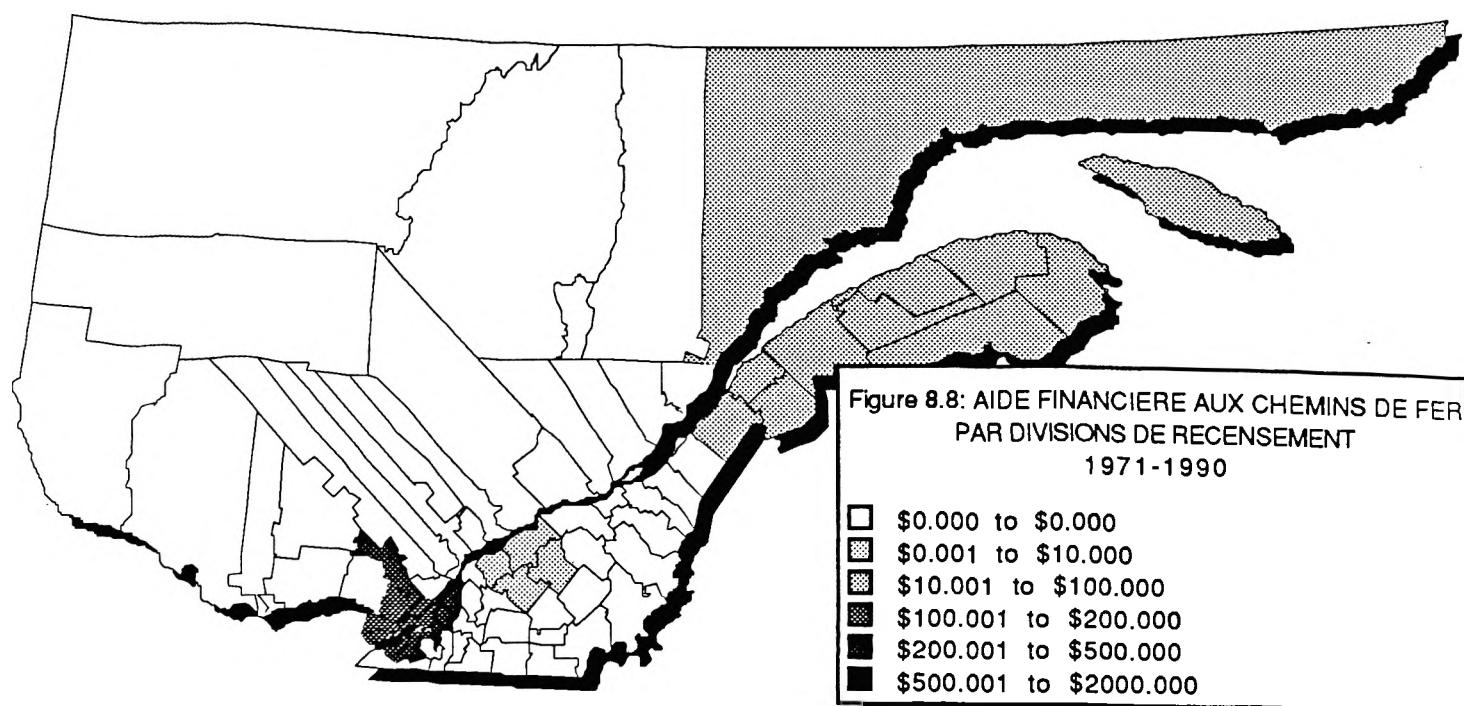 Figure 8.8: AIDE FINANCIERE AUX CHEMINS DE FER
PAR DIVISIONS DE RECENSEMENT
1971-1990
$0.000 to $0.000
$0.001 to $10.000
$10.001 to $100.000
$100.001 to $200.000
$200.001 to $500.000
$500.001 to $2000.000